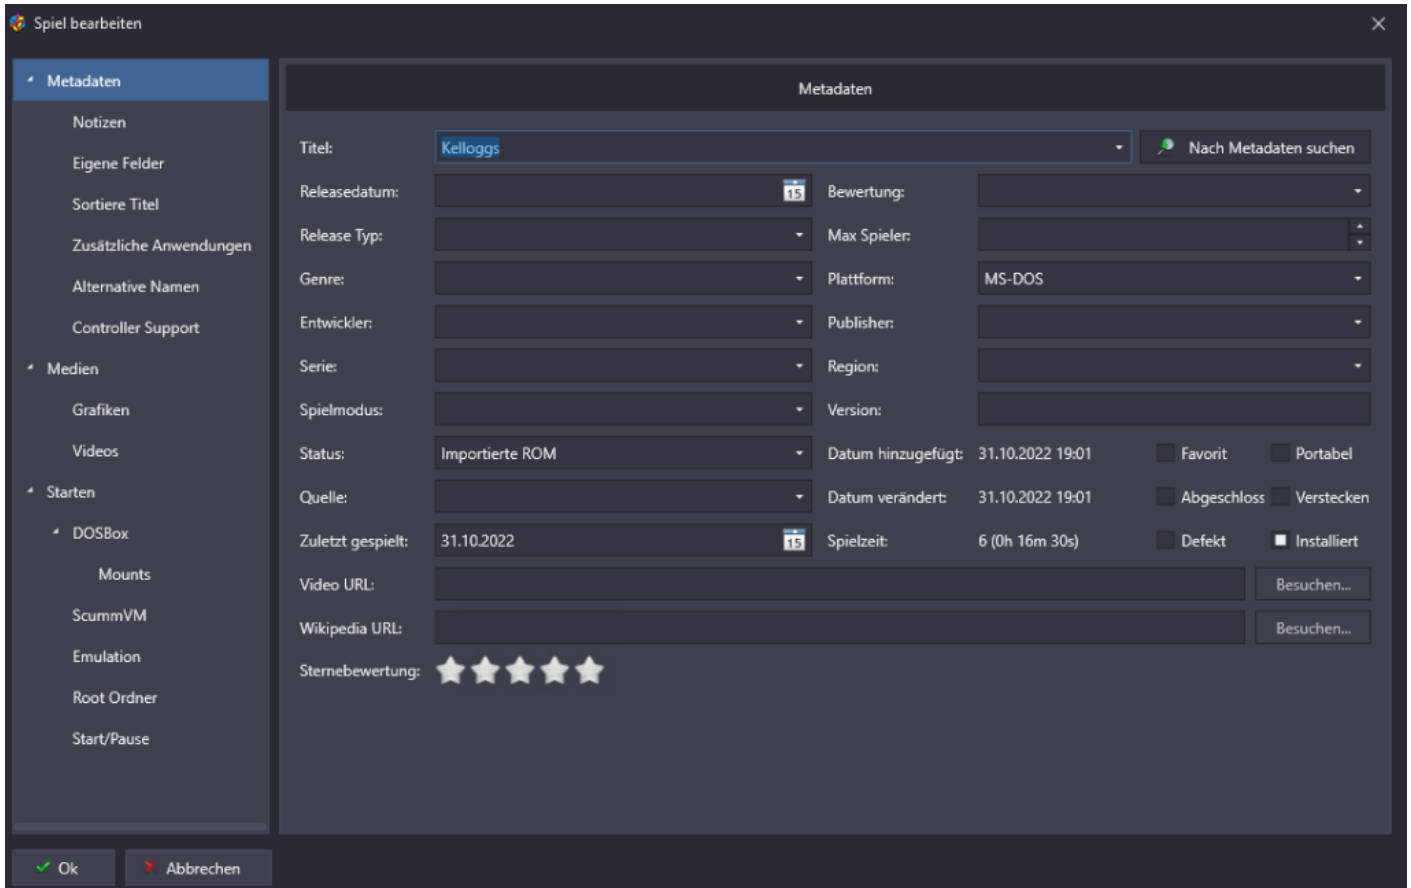 Spiel bearbeiten
Metadaten
Notizen
Eigene Felder
Sortiere Titel
Zusätzliche Anwendungen
Alternative Namen
Controller Support
Medien
Grafiken
Videos
Starten
DOSBox
Mounts
ScummVM
Emulation
Root Ordner
Start/Pause
Metadaten
Titel: Kelloggs Nach Metadaten suchen
Releasedatum: 15 Bewertung:
Release Typ: Max Spieler:
Genre: Plattform: MS-DOS
Entwickler: Publisher:
Serie: Region:
Spielmodus: Version:
Status: Importierte ROM Datum hinzugefügt: 31.10.2022 19:01 Favorit Portabel
Quelle: Datum verändert: 31.10.2022 19:01 Abgeschloss Verstecken
Zuletzt gespielt: 31.10.2022 15 Spielzeit: 6 (0h 16m 30s) Defekt Installiert
Video URL: Besuchen...
Wikipedia URL: Besuchen...
Sternebewertung:
Ok Abbrechen